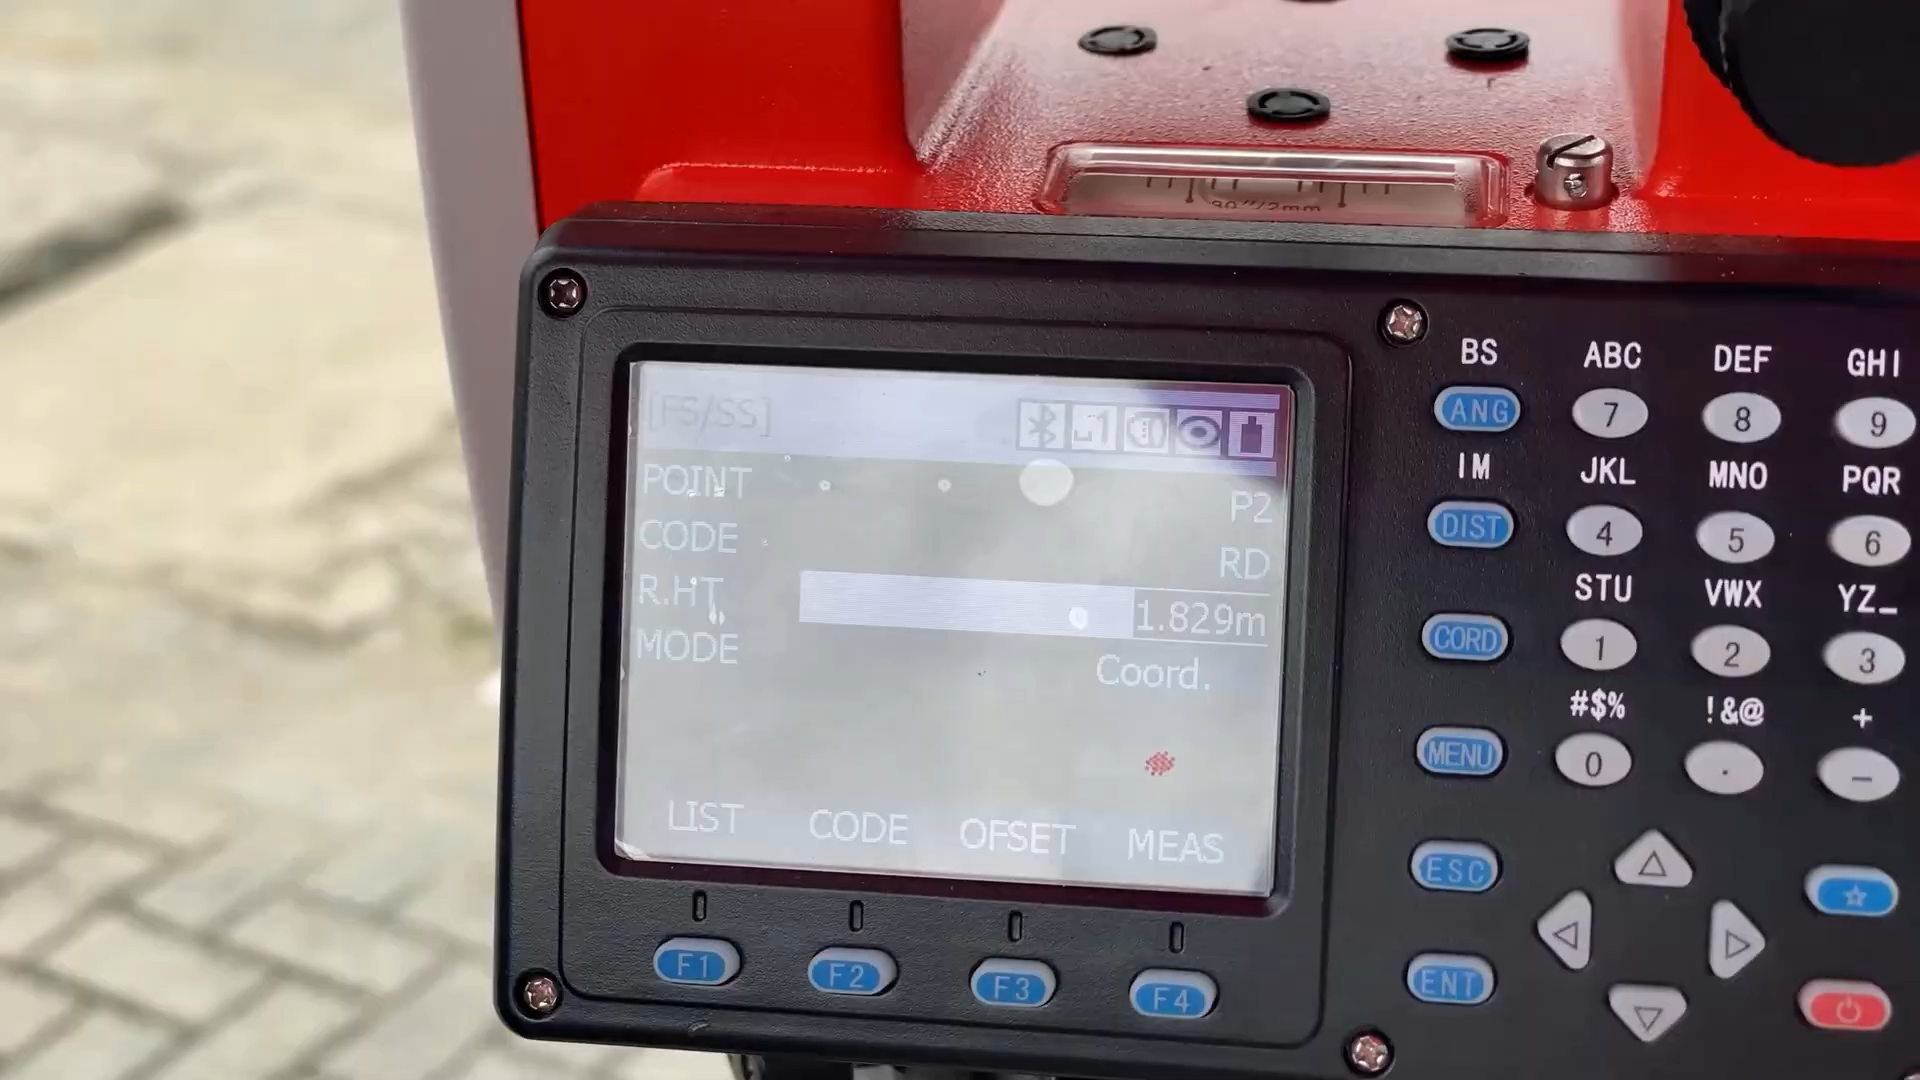 30"/2mm
[FS/SS]
POINT P2
CODE RD
R.HT 1.829m
MODE Coord.
LIST CODE OFSET MEAS
F1 F2 F3 F4
BS ABC DEF GHI
ANG 7 8 9
IM JKL MNO PQR
DIST 4 5 6
STU VWX YZ_
CORD 1 2 3
#$% !&@ +
MENU 0 . -
ESC
ENT